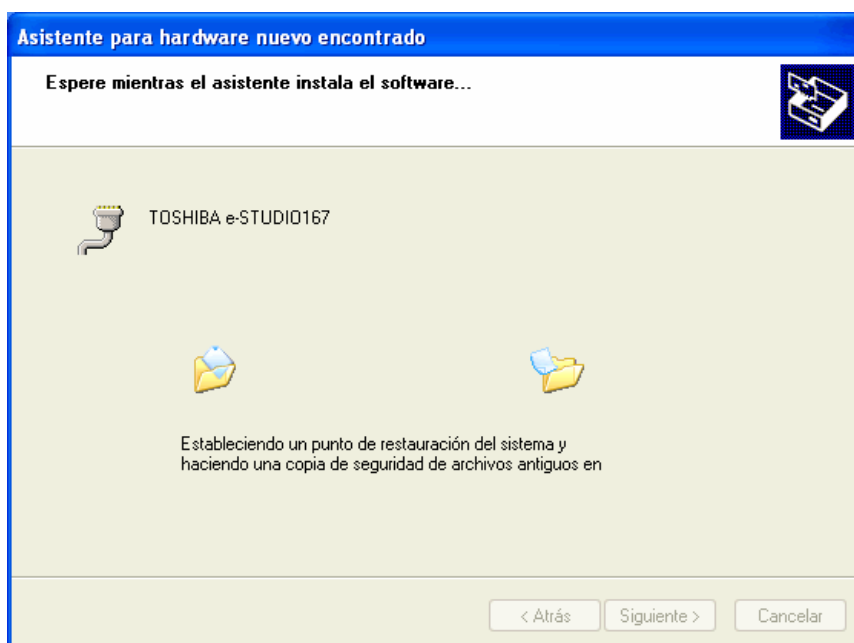 Asistente para hardware nuevo encontrado
Espere mientras el asistente instala el software...
TOSHIBA e-STUDIO167
Estableciendo un punto de restauración del sistema y
haciendo una copia de seguridad de archivos antiguos en
< Atrás
Siguiente >
Cancelar